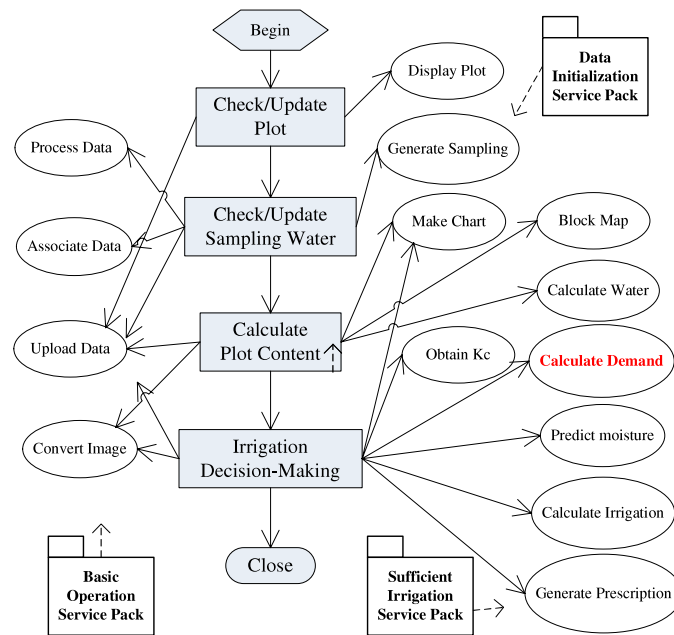 Begin
Data
Initialization
Service Pack
Display Plot
Check/Update
Plot
Process Data
Generate Sampling
Check/Update
Sampling Water
Make Chart
Block Map
Associate Data
Calculate Water
Calculate
Plot Content
Upload Data
Obtain Kc
Calculate Demand
Convert Image
Irrigation
Decision-Making
Predict moisture
Calculate Irrigation
Close
Basic
Operation
Service Pack
Sufficient
Irrigation
Service Pack
Generate Prescription